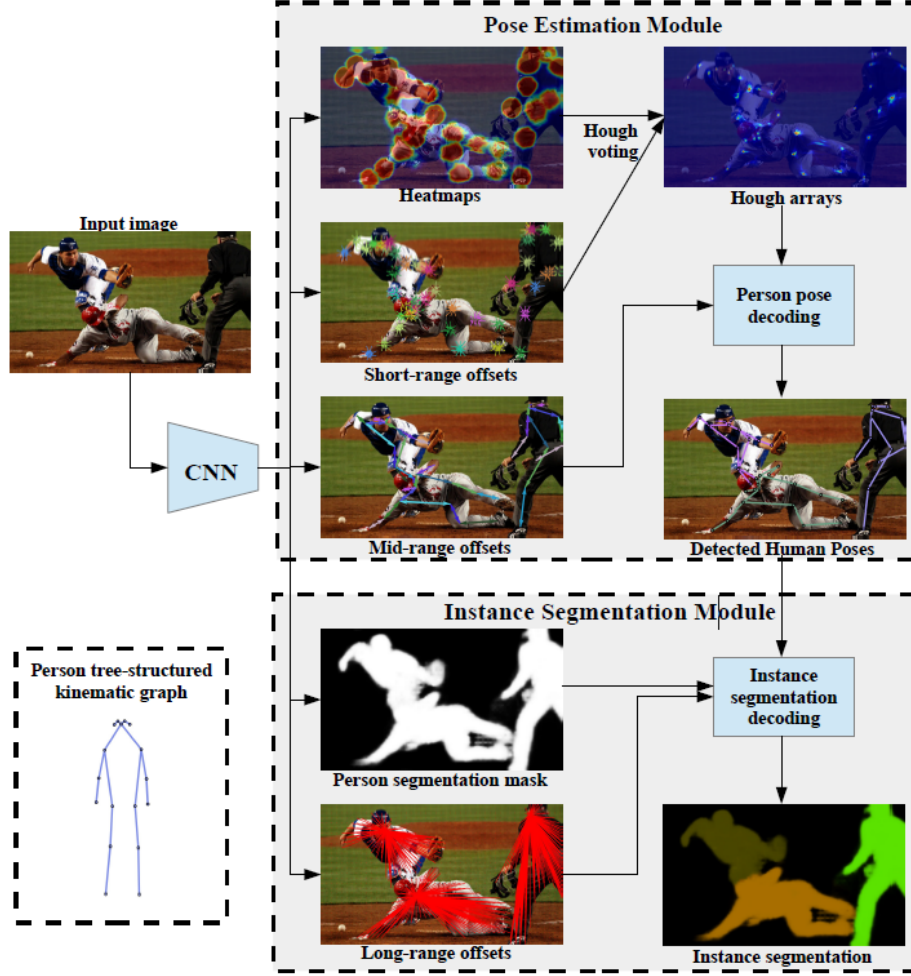 Pose Estimation Module
Heatmaps
Hough
voting
Hough arrays
Input image
Short-range offsets
Person pose
decoding
CNN
Mid-range offsets
Detected Human Poses
Instance Segmentation Module
Person tree-structured
kinematic graph
Person segmentation mask
Instance
segmentation
decoding
Long-range offsets
Instance segmentation